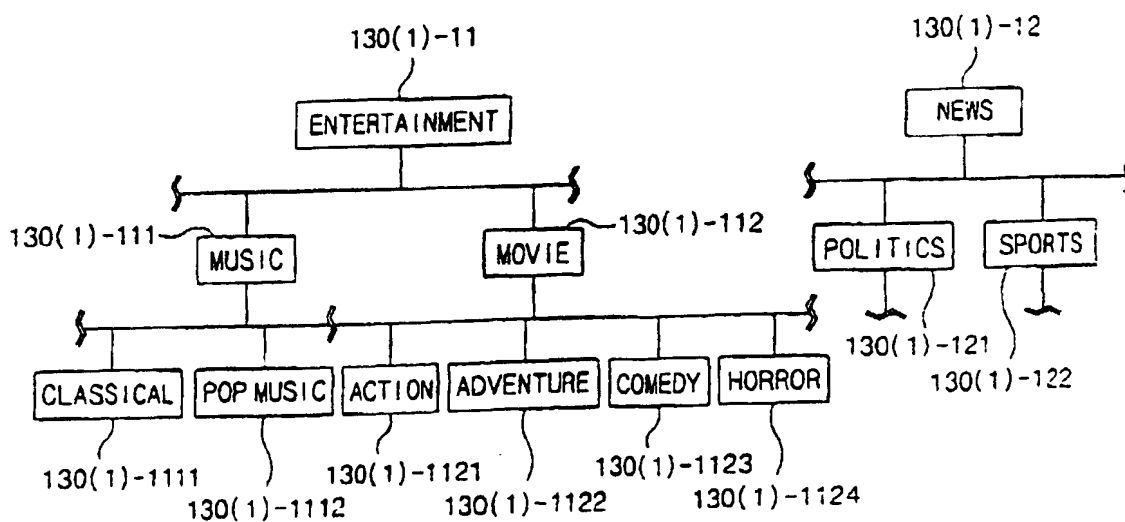 130(1)-11
130(1)-12
ENTERTAINMENT
NEWS
130(1)-111
MUSIC
MOVIE
130(1)-112
POLITICS
SPORTS
130(1)-121
130(1)-122
CLASSICAL
POP MUSIC
ACTION
ADVENTURE
COMEDY
HORROR
130(1)-1111
130(1)-1112
130(1)-1121
130(1)-1122
130(1)-1123
130(1)-1124